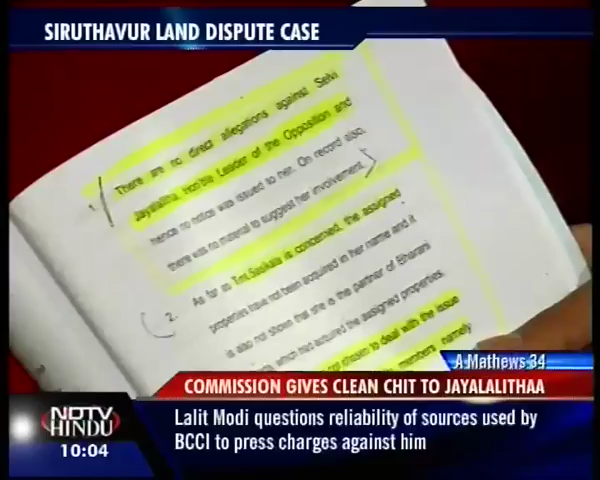 SIRUTHAVUR LAND DISPUTE CASE
There are no direct allegations against Selvi
Jayalalitha, Hon'ble Leader of the Opposition and
hence no notice was issued to her. On record also,
there was no material to suggest her involvement.
2.
As far as Tmt.Sasikala is concerned, the assigned
properties have not been acquired in her name and it
is also not shown that she is the partner of Bharani
which had acquired the assigned properties.
not chosen to deal with the issue
members namely
A Mathews 34
COMMISSION GIVES CLEAN CHIT TO JAYALALITHAA
NDTV
HINDU
10:04
Lalit Modi questions reliability of sources used by
BCCI to press charges against him